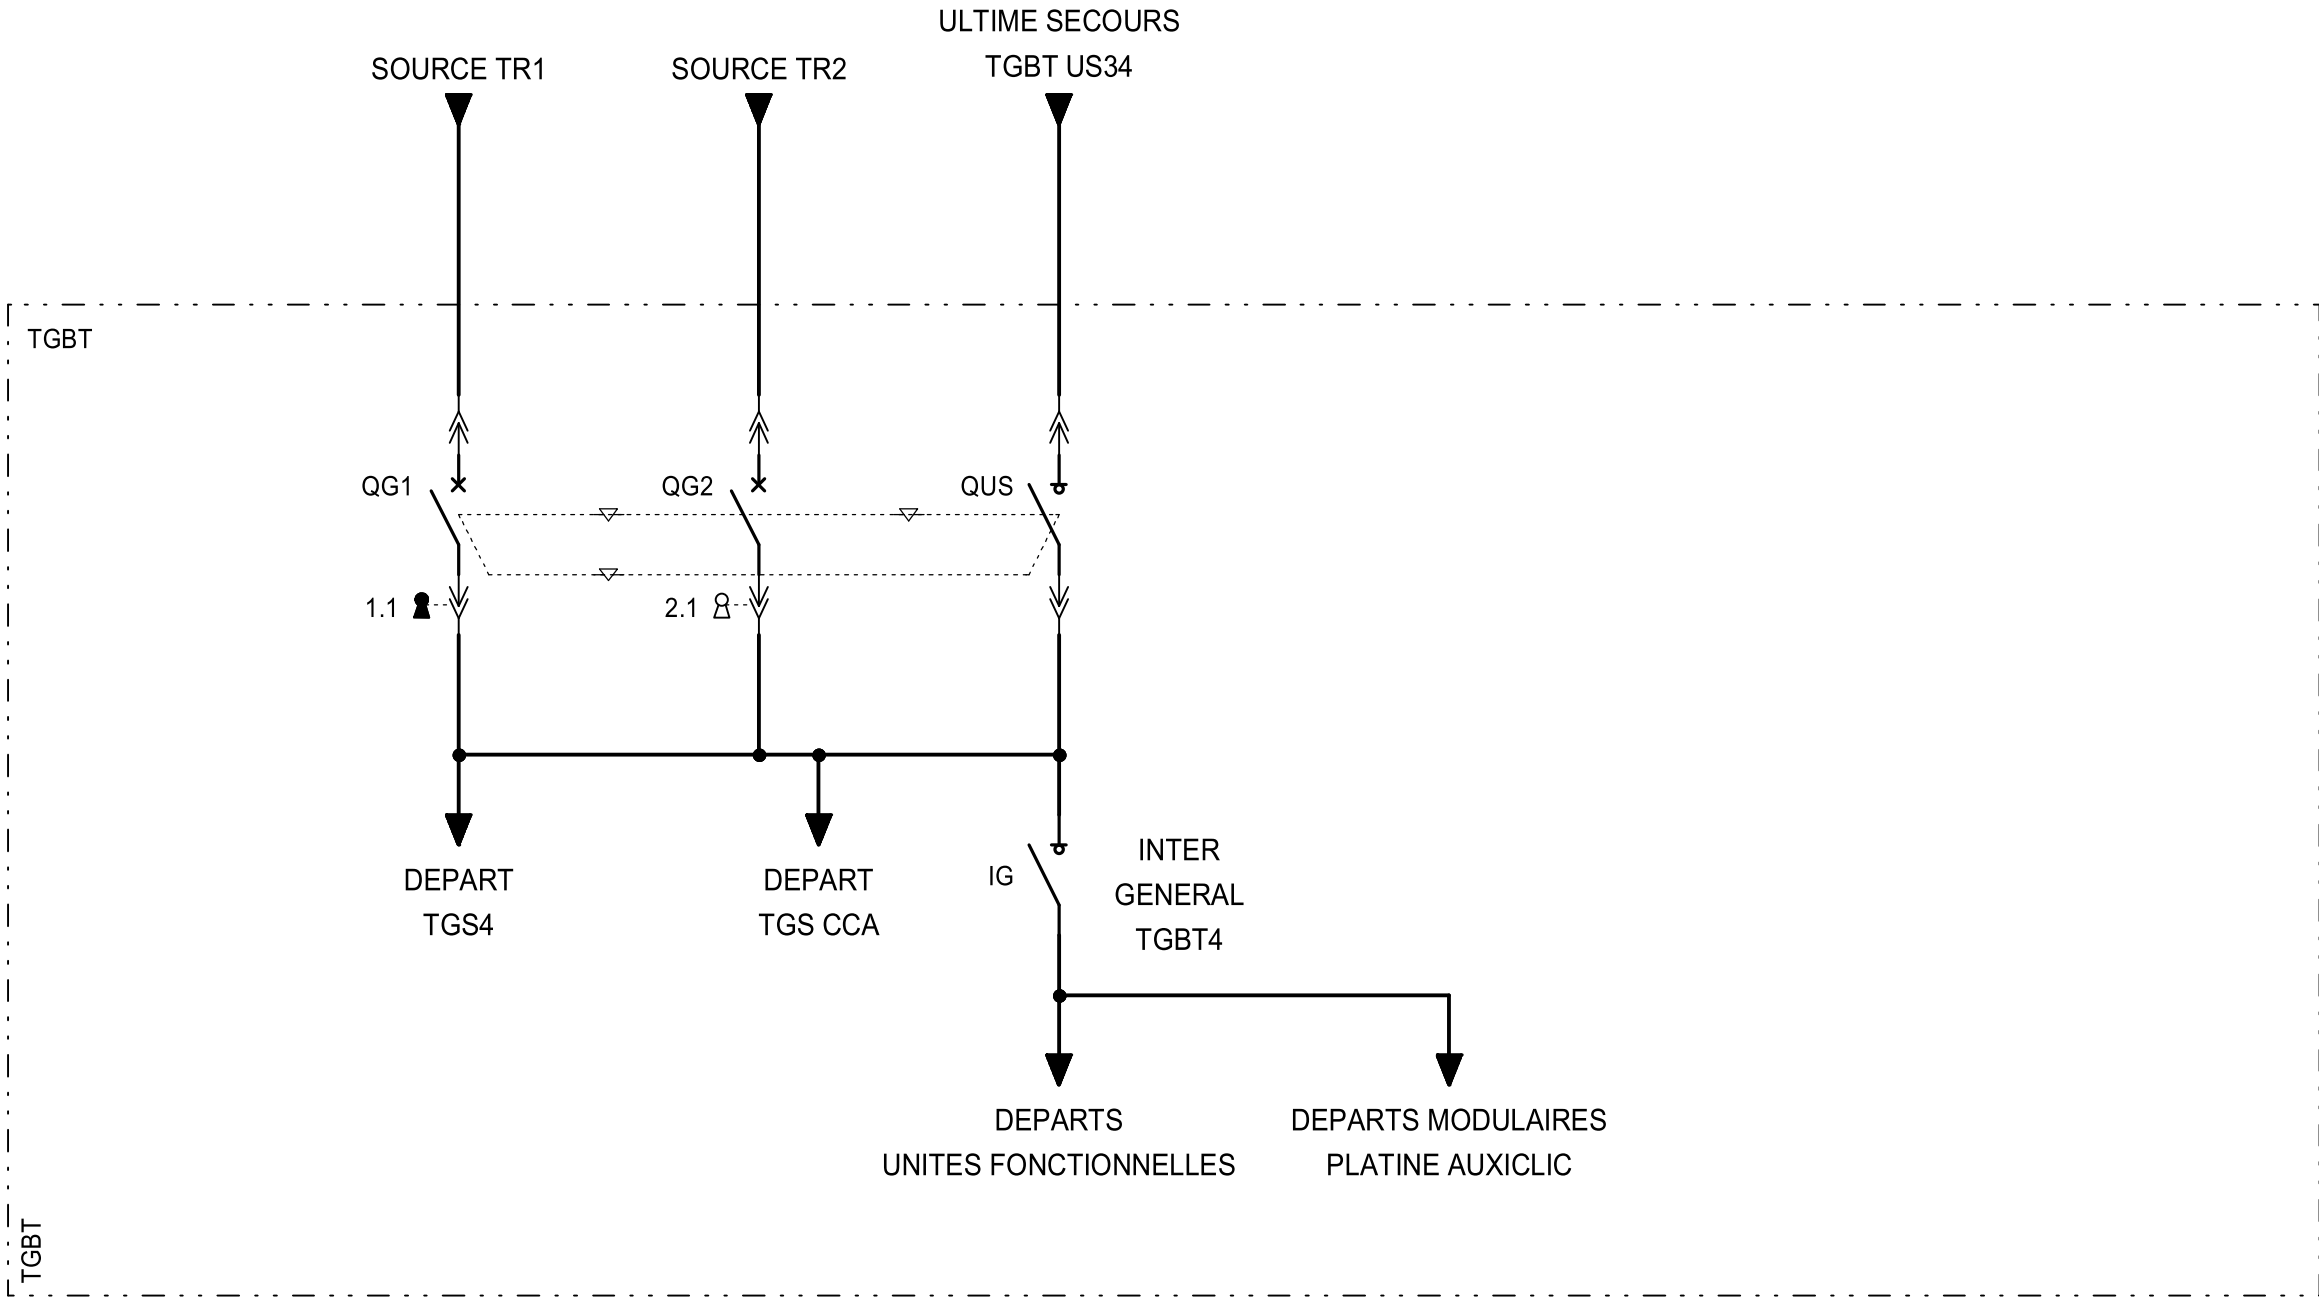 ULTIME SECOURS
SOURCE TR1
SOURCE TR2
TGBT US34
TGBT
QG1
QG2
QUS
1.1
2.1
DEPART
TGS4
DEPART
TGS CCA
IG
INTER
GENERAL
TGBT4
DEPARTS
UNITES FONCTIONNELLES
DEPARTS MODULAIRES
PLATINE AUXICLIC
TGBT